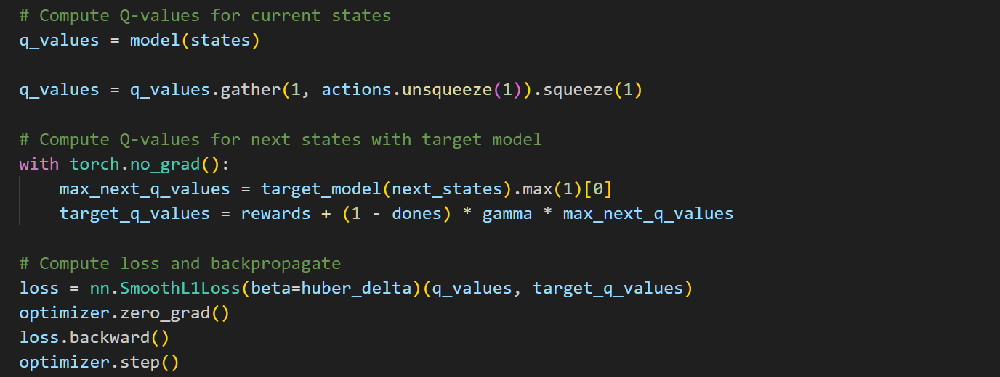 # Compute Q-values for current states
q_values = model(states)
q_values = q_values.gather(1, actions.unsqueeze(1)).squeeze(1)
# Compute Q-values for next states with target model
with torch.no_grad():
    max_next_q_values = target_model(next_states).max(1)[0]
    target_q_values = rewards + (1 - dones) * gamma * max_next_q_values
# Compute loss and backpropagate
loss = nn.SmoothL1Loss(beta=huber_delta)(q_values, target_q_values)
optimizer.zero_grad()
loss.backward()
optimizer.step()